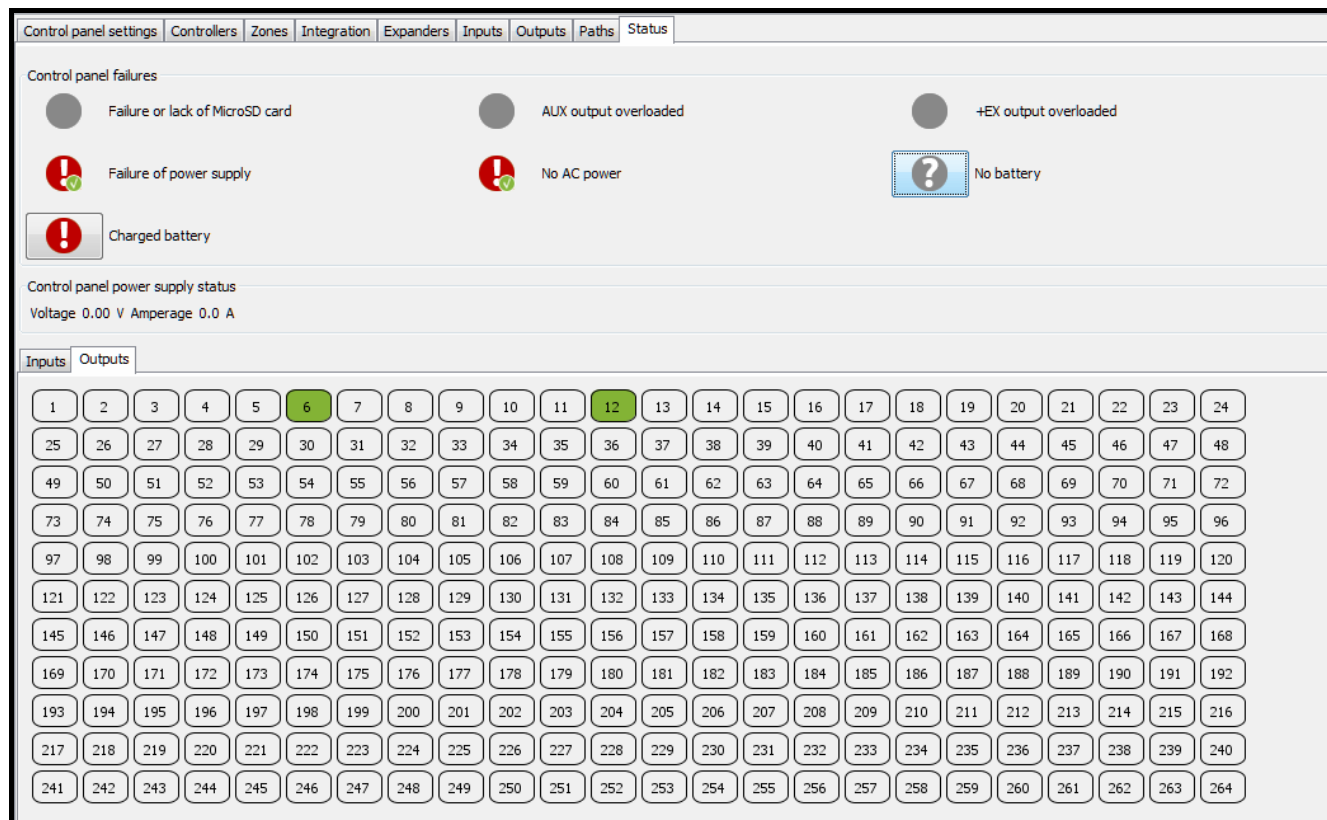 Control panel settings Controllers Zones Integration Expanders Inputs Outputs Paths Status
Control panel failures
Failure or lack of MicroSD card AUX output overloaded +EX output overloaded
Failure of power supply No AC power No battery
Charged battery
Control panel power supply status
Voltage 0.00 V Amperage 0.0 A
Inputs Outputs
1 2 3 4 5 6 7 8 9 10 11 12 13 14 15 16 17 18 19 20 21 22 23 24
25 26 27 28 29 30 31 32 33 34 35 36 37 38 39 40 41 42 43 44 45 46 47 48
49 50 51 52 53 54 55 56 57 58 59 60 61 62 63 64 65 66 67 68 69 70 71 72
73 74 75 76 77 78 79 80 81 82 83 84 85 86 87 88 89 90 91 92 93 94 95 96
97 98 99 100 101 102 103 104 105 106 107 108 109 110 111 112 113 114 115 116 117 118 119 120
121 122 123 124 125 126 127 128 129 130 131 132 133 134 135 136 137 138 139 140 141 142 143 144
145 146 147 148 149 150 151 152 153 154 155 156 157 158 159 160 161 162 163 164 165 166 167 168
169 170 171 172 173 174 175 176 177 178 179 180 181 182 183 184 185 186 187 188 189 190 191 192
193 194 195 196 197 198 199 200 201 202 203 204 205 206 207 208 209 210 211 212 213 214 215 216
217 218 219 220 221 222 223 224 225 226 227 228 229 230 231 232 233 234 235 236 237 238 239 240
241 242 243 244 245 246 247 248 249 250 251 252 253 254 255 256 257 258 259 260 261 262 263 264